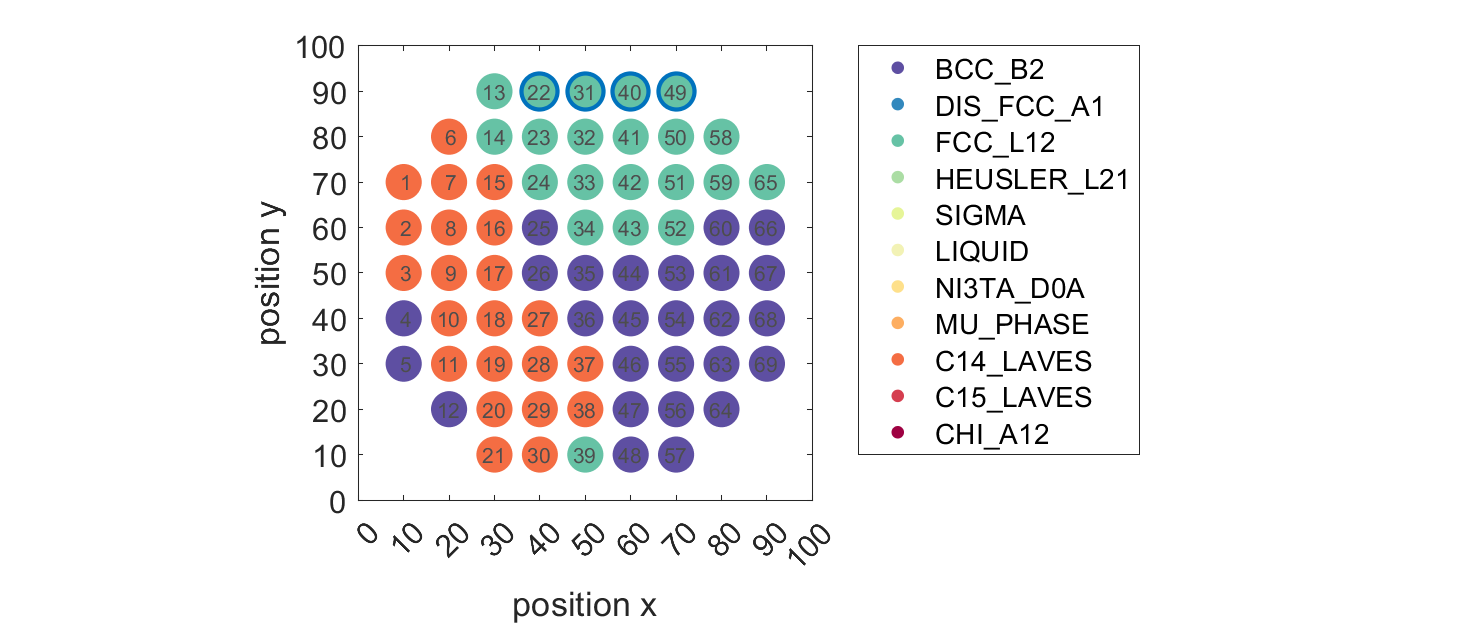 100
90
80
70
60
50
40
30
20
10
0
position y
13 22 31 40 49
6 14 23 32 41 50 58
1 7 15 24 33 42 51 59 65
2 8 16 25 34 43 52 60 66
3 9 17 26 35 44 53 61 67
4 10 18 27 36 45 54 62 68
5 11 19 28 37 46 55 63 69
12 20 29 38 47 56 64
21 30 39 48 57
0 10 20 30 40 50 60 70 80 90 100
position x
BCC_B2
DIS_FCC_A1
FCC_L12
HEUSLER_L21
SIGMA
LIQUID
NI3TA_D0A
MU_PHASE
C14_LAVES
C15_LAVES
CHI_A12